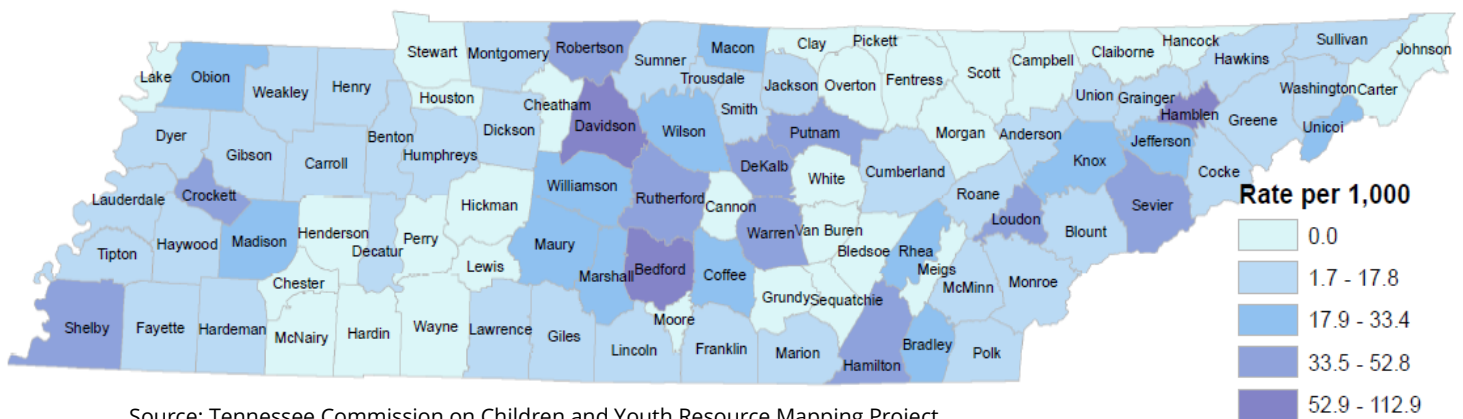 Stewart
Montgomery
Robertson
Sumner
Macon
Clay
Pickett
Scott
Campbell
Claiborne
Hancock
Hawkins
Sullivan
Johnson
Lake
Obion
Weakley
Henry
Houston
Cheatham
Trousdale
Smith
Jackson
Overton
Fentress
Union
Grainger
Hamblen
Greene
Washington
Carter
Unicoi
Dyer
Gibson
Carroll
Benton
Humphreys
Dickson
Davidson
Wilson
Putnam
DeKalb
White
Cumberland
Morgan
Anderson
Knox
Jefferson
Cocke
Lauderdale
Crockett
Madison
Henderson
Decatur
Perry
Hickman
Williamson
Rutherford
Cannon
Warren
Van Buren
Bledsoe
Rhea
Roane
Loudon
Blount
Sevier
Tipton
Haywood
Chester
Lewis
Maury
Marshall
Bedford
Coffee
Grundy
Sequatchie
Meigs
McMinn
Monroe
Shelby
Fayette
Hardeman
McNairy
Hardin
Wayne
Lawrence
Giles
Lincoln
Moore
Franklin
Marion
Hamilton
Bradley
Polk
Rate per 1,000
0.0
1.7 - 17.8
17.9 - 33.4
33.5 - 52.8
52.9 - 112.9
Source: Tennessee Commission on Children and Youth Resource Mapping Project